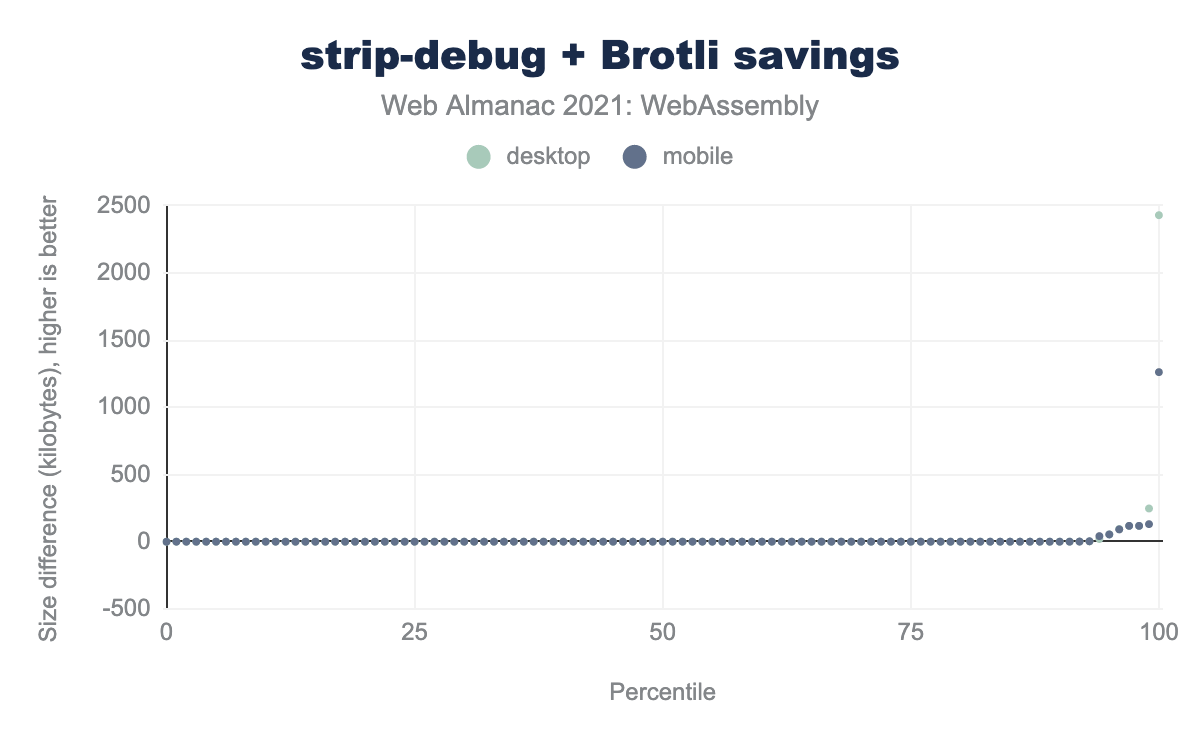 strip-debug + Brotli savings
Web Almanac 2021: WebAssembly
desktop mobile
Size difference (kilobytes), higher is better
2500
2000
1500
1000
500
0
-500
0 25 50 75 100
Percentile